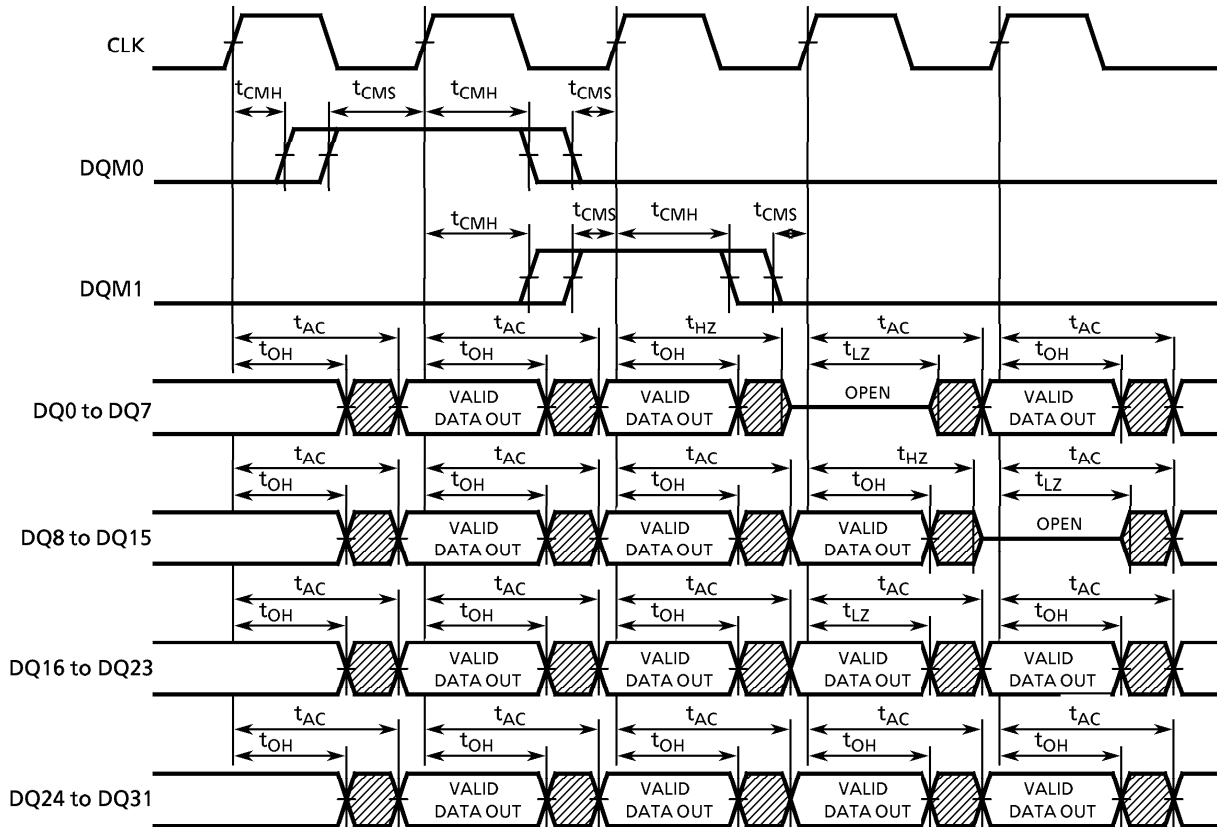 CLK
tCMH tCMS tCMH tCMS
DQM0
tCMH tCMS tCMH tCMS
DQM1
tAC tAC tHZ tAC tAC
tOH tOH tOH tLZ tOH
DQ0 to DQ7
VALID DATA OUT
VALID DATA OUT
OPEN
VALID DATA OUT
tAC tAC tAC tHZ tAC
tOH tOH tOH tOH tLZ
DQ8 to DQ15
VALID DATA OUT
VALID DATA OUT
VALID DATA OUT
OPEN
tAC tAC tAC tAC tAC
tOH tOH tOH tLZ tOH
DQ16 to DQ23
VALID DATA OUT
VALID DATA OUT
VALID DATA OUT
VALID DATA OUT
tAC tAC tAC tAC tAC
tOH tOH tOH tOH tOH
DQ24 to DQ31
VALID DATA OUT
VALID DATA OUT
VALID DATA OUT
VALID DATA OUT